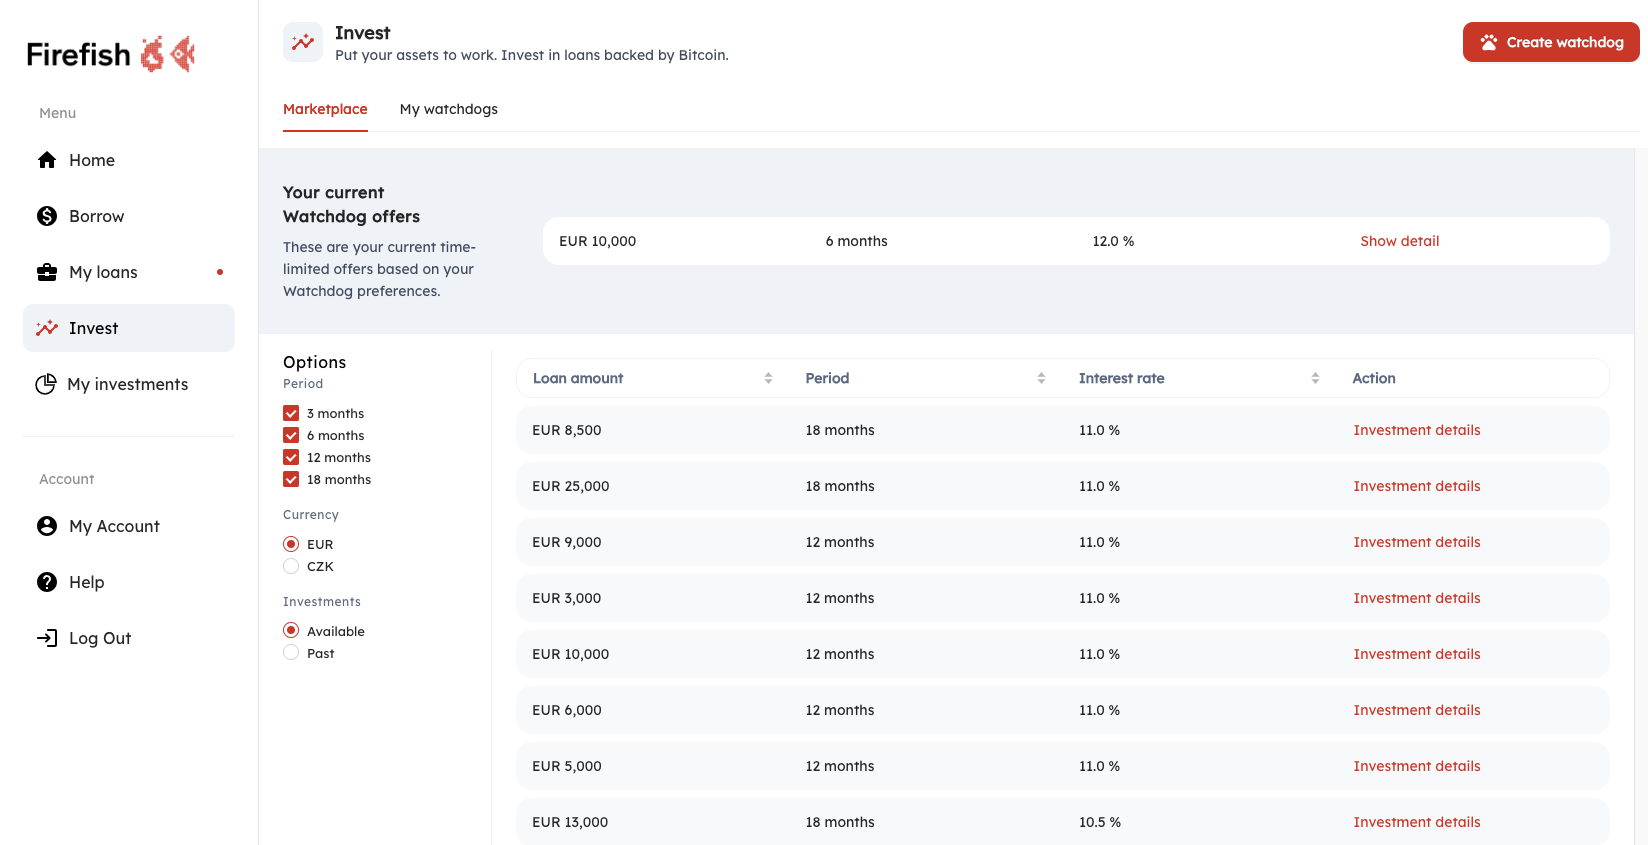 Firefish
Menu
Home
Borrow
My loans
Invest
My investments
Account
My Account
Help
Log Out
Invest
Put your assets to work. Invest in loans backed by Bitcoin.
Create watchdog
Marketplace My watchdogs
Your current
Watchdog offers
These are your current time-
limited offers based on your
Watchdog preferences.
EUR 10,000 6 months 12.0 % Show detail
Options
Period
3 months
6 months
12 months
18 months
Currency
EUR
CZK
Investments
Available
Past
Loan amount Period Interest rate Action
EUR 8,500 18 months 11.0 % Investment details
EUR 25,000 18 months 11.0 % Investment details
EUR 9,000 12 months 11.0 % Investment details
EUR 3,000 12 months 11.0 % Investment details
EUR 10,000 12 months 11.0 % Investment details
EUR 6,000 12 months 11.0 % Investment details
EUR 5,000 12 months 11.0 % Investment details
EUR 13,000 18 months 10.5 % Investment details